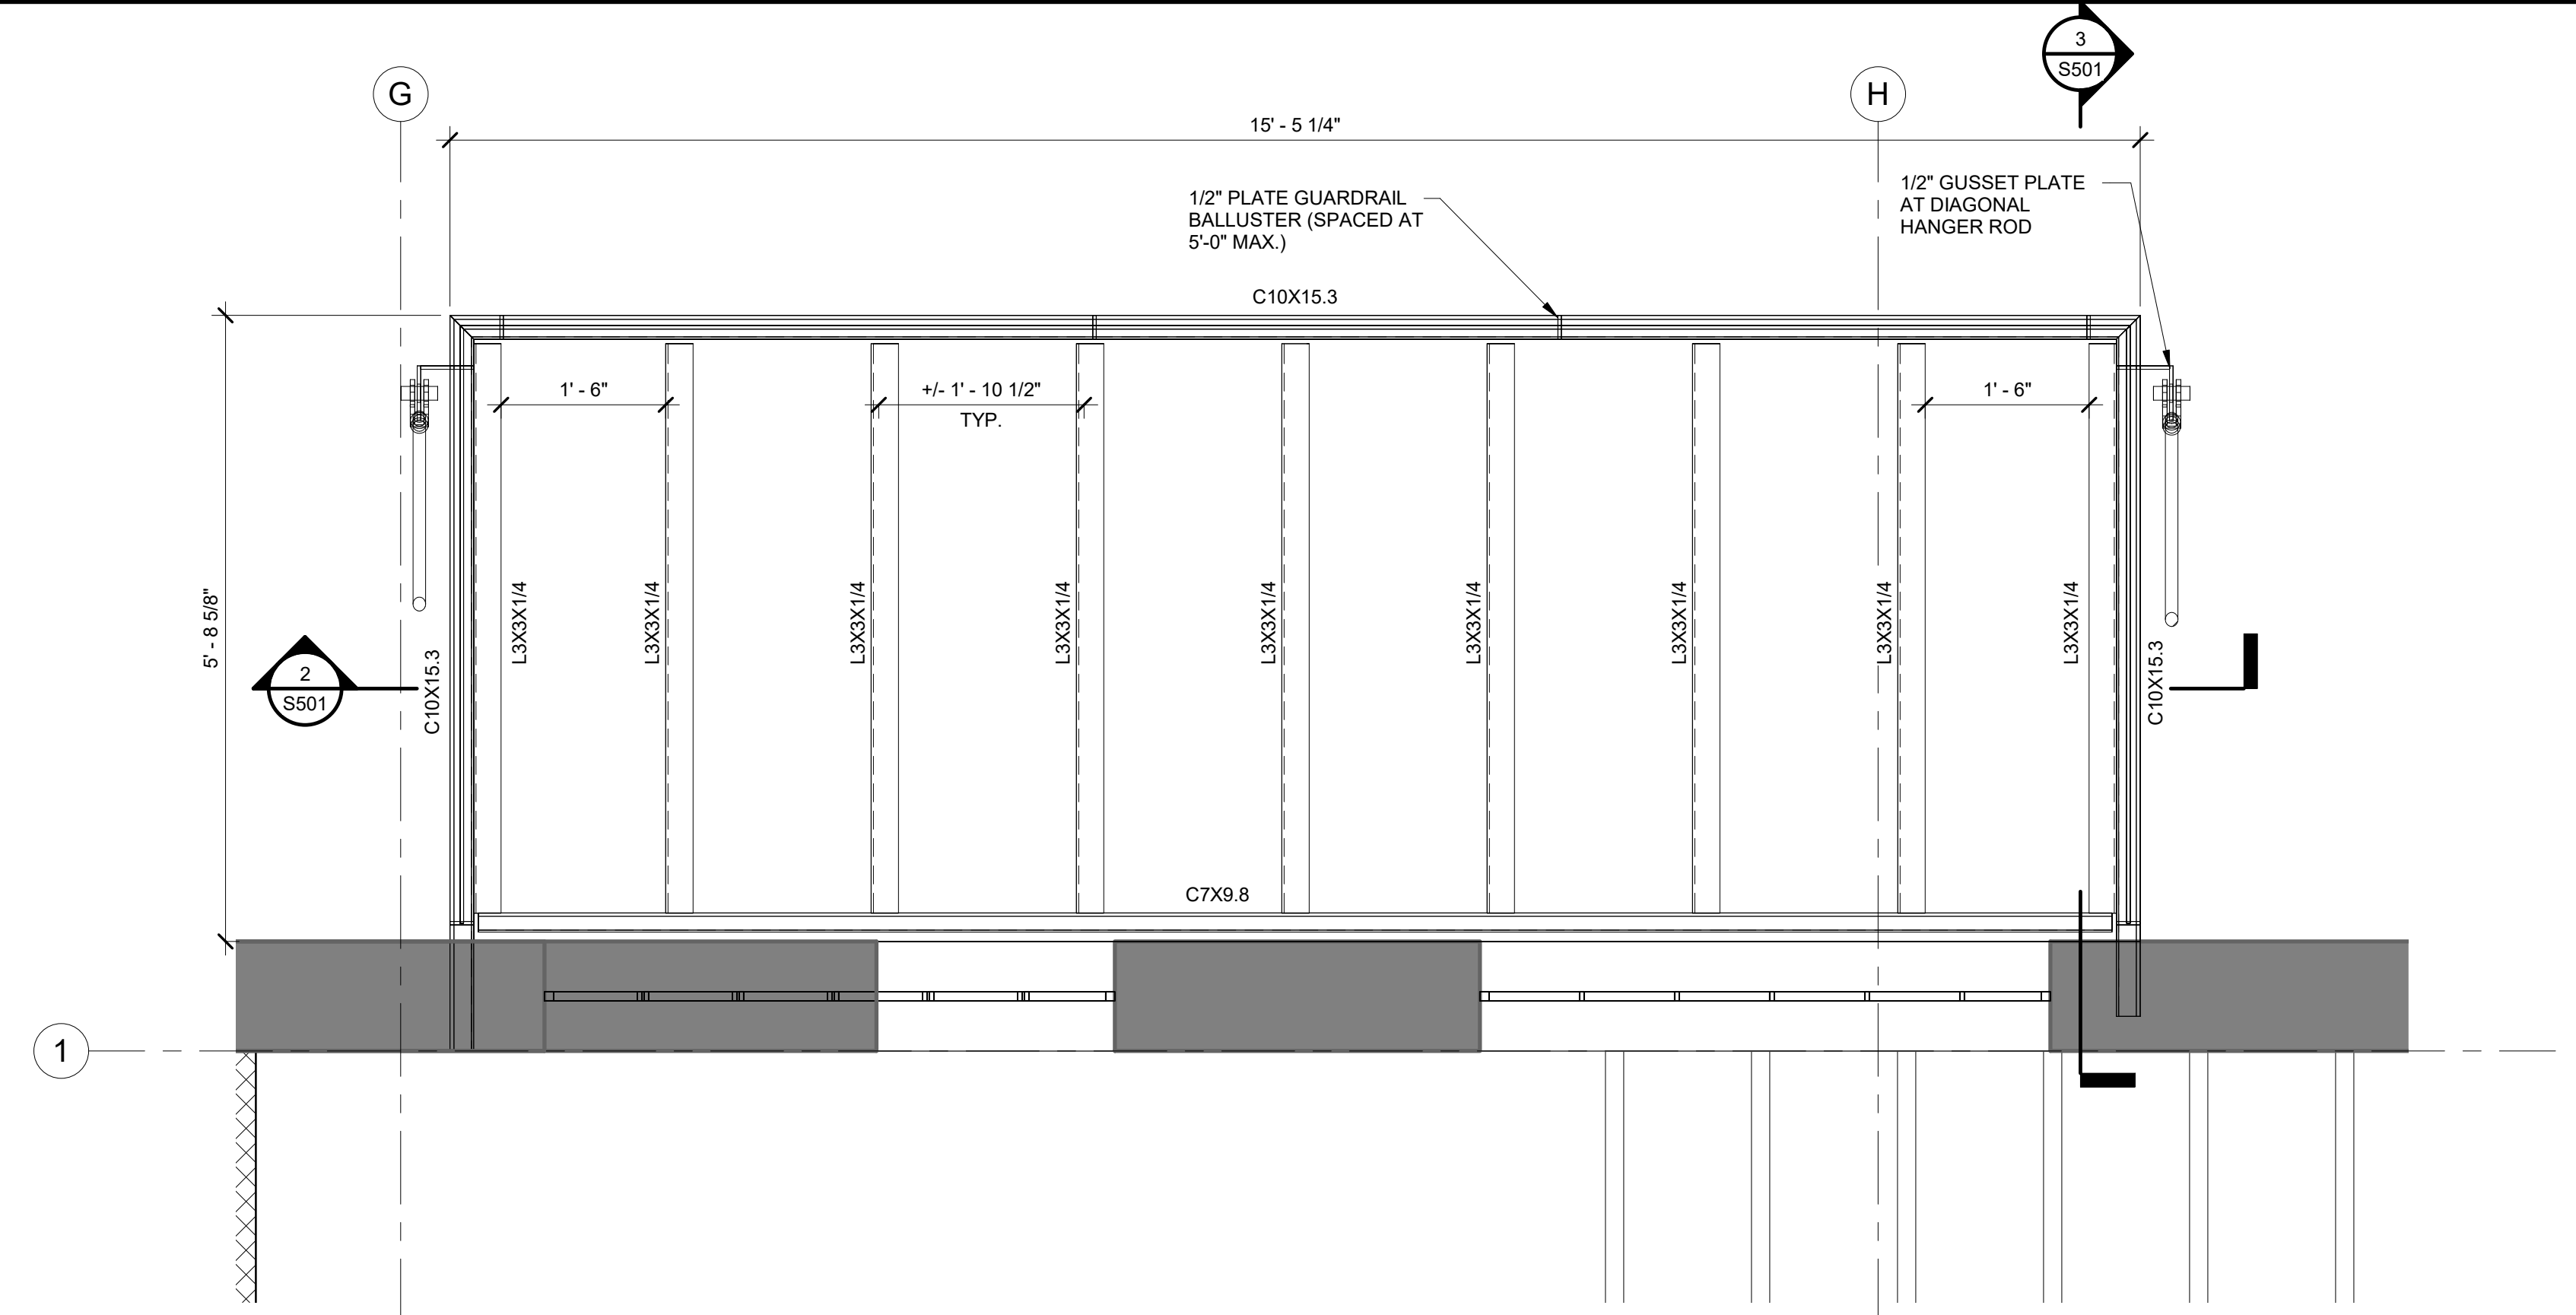 3
S501
G
H
15' - 5 1/4"
1/2" PLATE GUARDRAIL
BALLUSTER (SPACED AT
5'-0" MAX.)
1/2" GUSSET PLATE
AT DIAGONAL
HANGER ROD
C10X15.3
1' - 6"
+/- 1' - 10 1/2"
TYP.
1' - 6"
5' - 8 5/8"
2
S501
C10X15.3
L3X3X1/4
L3X3X1/4
L3X3X1/4
L3X3X1/4
L3X3X1/4
L3X3X1/4
L3X3X1/4
L3X3X1/4
L3X3X1/4
C10X15.3
C7X9.8
1